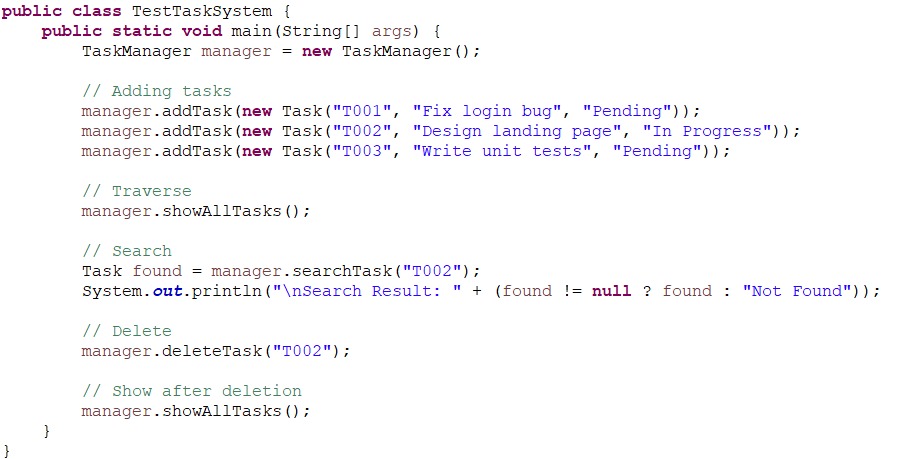 public class TestTaskSystem {
    public static void main(String[] args) {
        TaskManager manager = new TaskManager();

        // Adding tasks
        manager.addTask(new Task("T001", "Fix login bug", "Pending"));
        manager.addTask(new Task("T002", "Design landing page", "In Progress"));
        manager.addTask(new Task("T003", "Write unit tests", "Pending"));

        // Traverse
        manager.showAllTasks();

        // Search
        Task found = manager.searchTask("T002");
        System.out.println("\nSearch Result: " + (found != null ? found : "Not Found"));

        // Delete
        manager.deleteTask("T002");

        // Show after deletion
        manager.showAllTasks();
    }
}